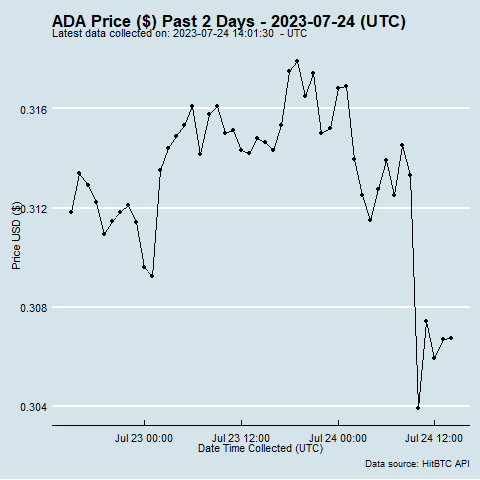 ADA Price ($) Past 2 Days - 2023-07-24 (UTC)
Latest data collected on: 2023-07-24 14:01:30  - UTC
0.316
0.312
0.308
0.304
Price USD ($)
Jul 23 00:00
Jul 23 12:00
Jul 24 00:00
Jul 24 12:00
Date Time Collected (UTC)
Data source: HitBTC API